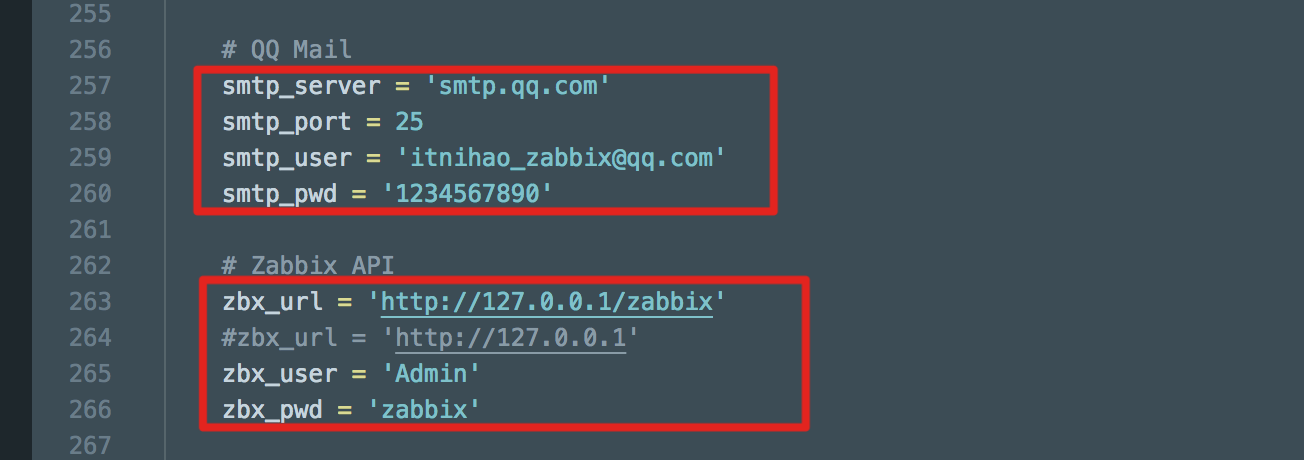 255
256 # QQ Mail
257 smtp_server = 'smtp.qq.com'
258 smtp_port = 25
259 smtp_user = 'itnihao_zabbix@qq.com'
260 smtp_pwd = '1234567890'
261
262 # Zabbix API
263 zbx_url = 'http://127.0.0.1/zabbix'
264 #zbx_url = 'http://127.0.0.1'
265 zbx_user = 'Admin'
266 zbx_pwd = 'zabbix'
267